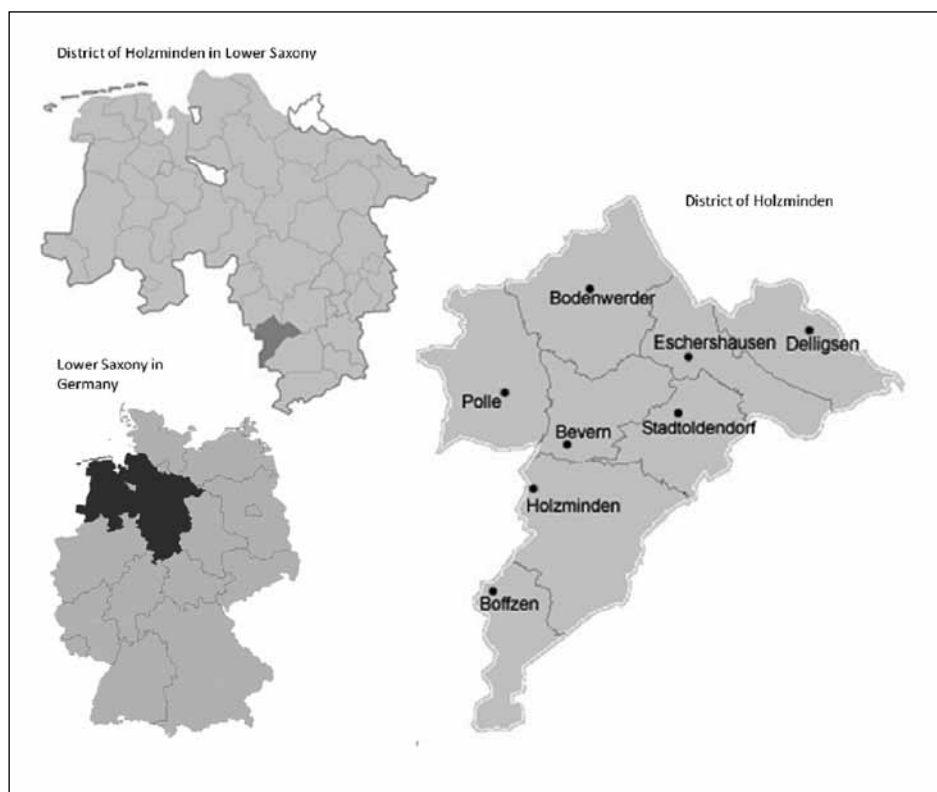 District of Holzminden in Lower Saxony
District of Holzminden
Bodenwerder
Eschershausen
Delligsen
Lower Saxony in
Germany
Polle
Stadtoldendorf
Bevern
Holzminden
Boffzen